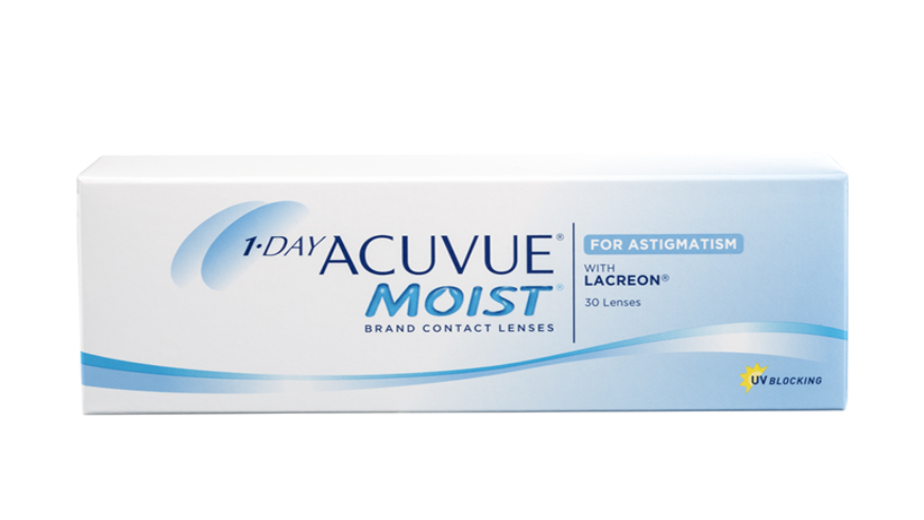 1·DAY ACUVUE®
MOIST®
BRAND CONTACT LENSES
FOR ASTIGMATISM
WITH
LACREON®
30 Lenses
UV BLOCKING